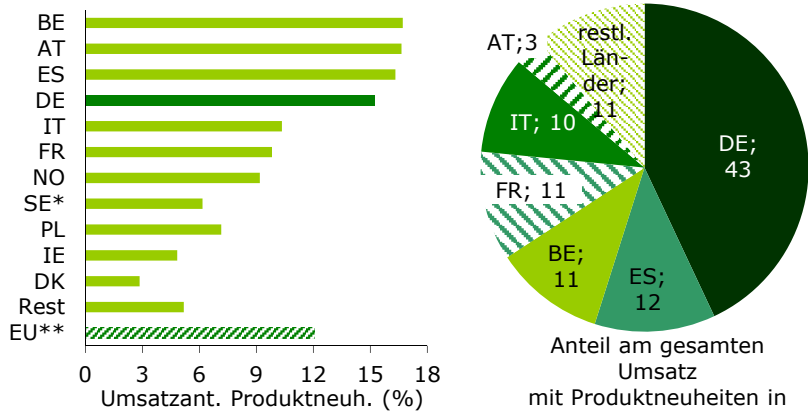 BE
AT
ES
DE
IT
FR
NO
SE*
PL
IE
DK
Rest
EU**
0 3 6 9 12 15 18
Umsatzant. Produktneuh. (%)
restl.
Län-
der;
11
AT;3
IT; 10
FR; 11
BE;
11
ES;
12
DE;
43
Anteil am gesamten
Umsatz
mit Produktneuheiten in